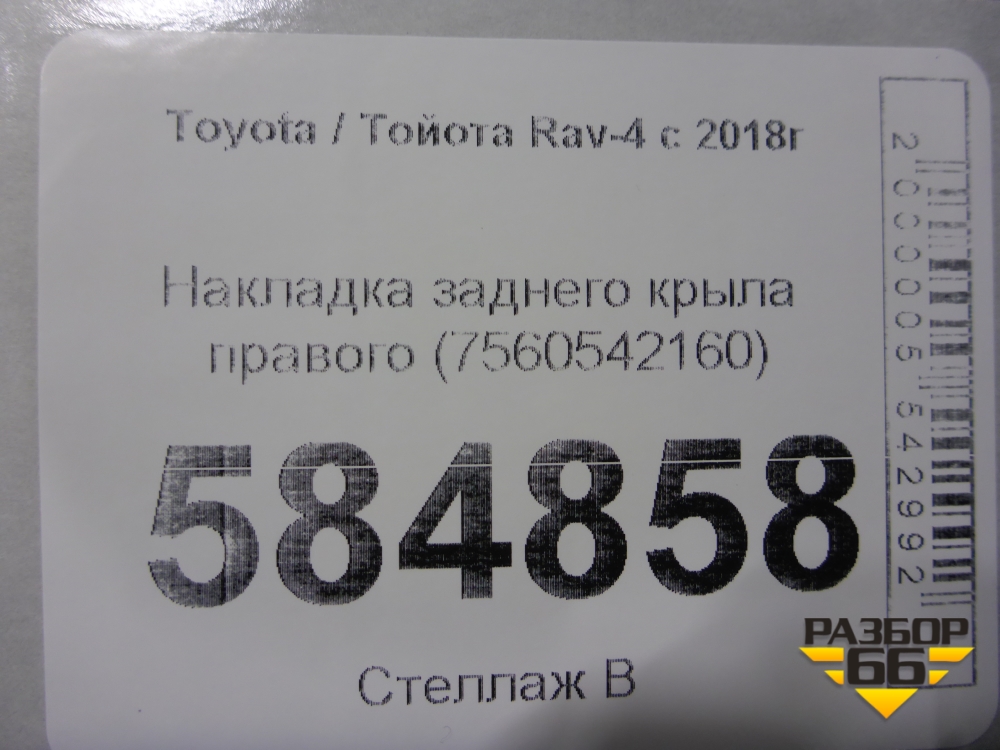 Toyota / Тойота Rav-4 с 2018г
Накладка заднего крыла
правого (7560542160)
584858
Стеллаж В
2000005542992
РАЗБОР
66